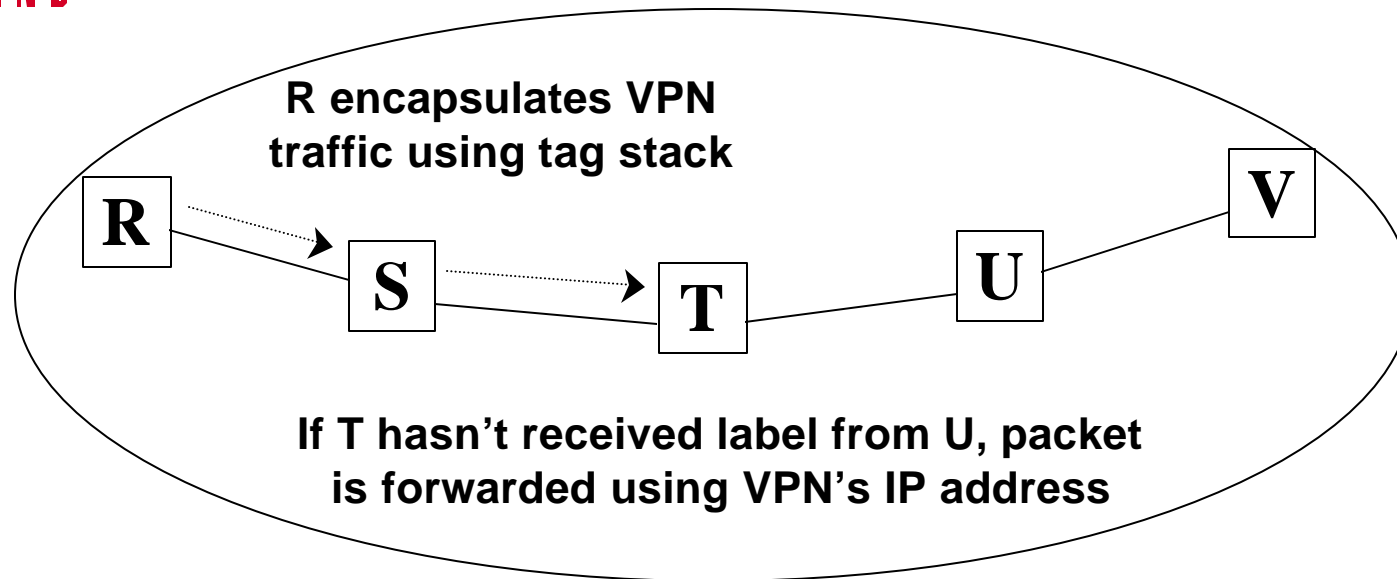 R encapsulates VPN
traffic using tag stack
R
S
T
U
V
If T hasn’t received label from U, packet
is forwarded using VPN’s IP address